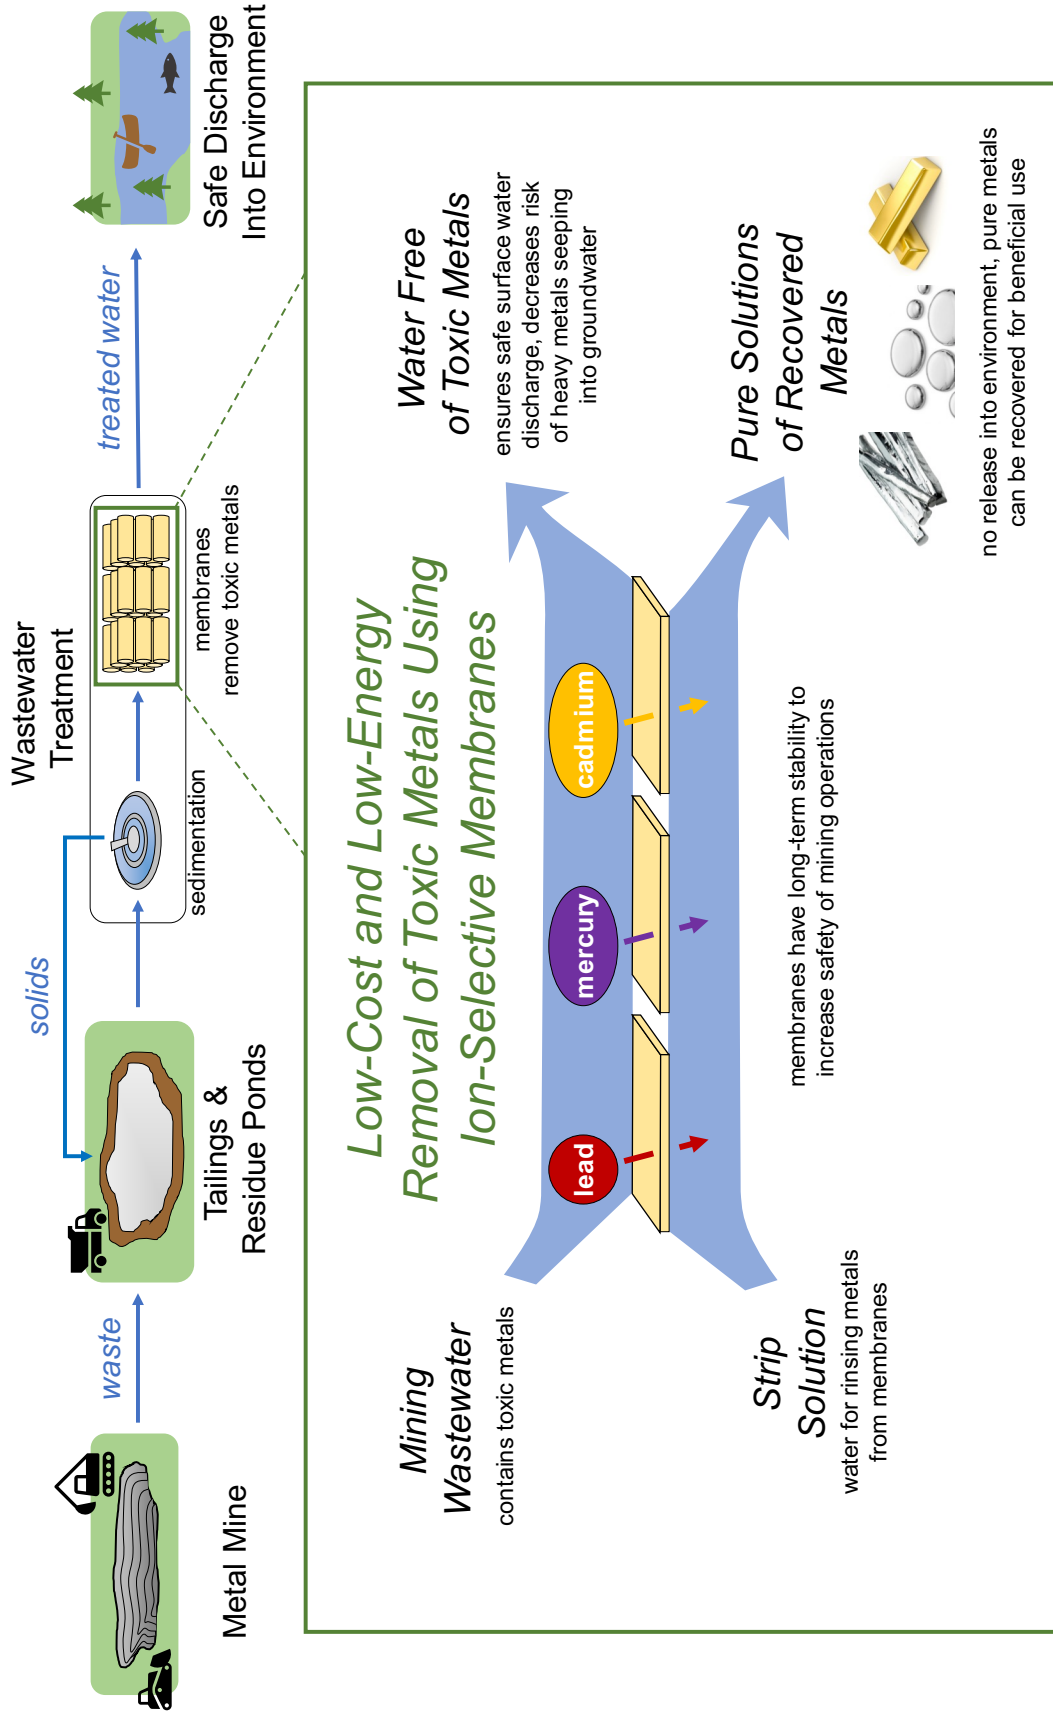 Metal Mine
waste
Tailings &
Residue Ponds
solids
Wastewater
Treatment
sedimentation
membranes
remove toxic metals
treated water
Safe Discharge
Into Environment
Low-Cost and Low-Energy
Removal of Toxic Metals Using
Ion-Selective Membranes
Mining
Wastewater
contains toxic metals
lead
mercury
cadmium
Water Free
of Toxic Metals
ensures safe surface water
discharge, decreases risk
of heavy metals seeping
into groundwater
Strip
Solution
water for rinsing metals
from membranes
membranes have long-term stability to
increase safety of mining operations
Pure Solutions
of Recovered
Metals
no release into environment, pure metals
can be recovered for beneficial use